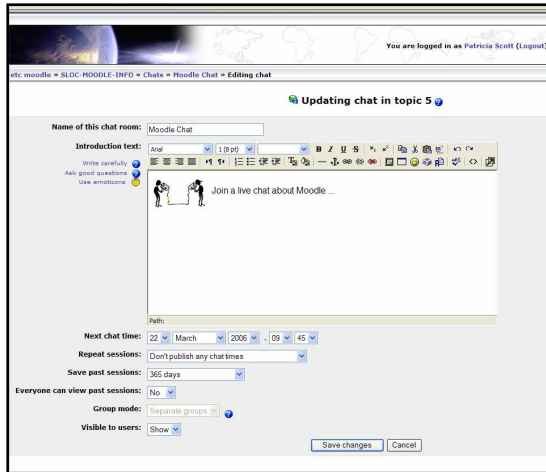 You are logged in as Patricia Scott (Logout)
etc moodle » SLOC-MOODLE-INFO » Chats » Moodle Chat » Editing chat
Updating chat in topic 5
Name of this chat room: Moodle Chat
Introduction text: Arial 1 (8 pt) B I U S
Write carefully
Ask good questions
Use emoticons
Join a live chat about Moodle ...
Path:
Next chat time: 22 March 2006 - 09 45
Repeat sessions: Don't publish any chat times
Save past sessions: 365 days
Everyone can view past sessions: No
Group mode: Separate groups
Visible to users: Show
Save changes Cancel